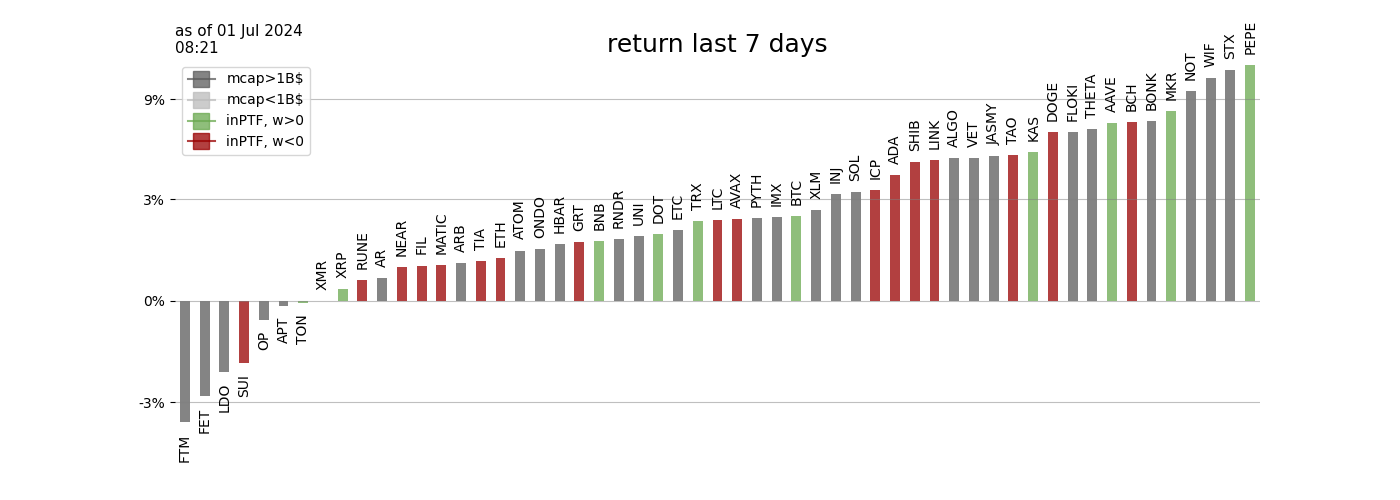 as of 01 Jul 2024
08:21
return last 7 days
mcap>1B$
mcap<1B$
inPTF, w>0
inPTF, w<0
9%
3%
0%
-3%
FTM
FET
LDO
SUI
OP
APT
TON
XMR
XRP
RUNE
AR
NEAR
FIL
MATIC
ARB
TIA
ETH
ATOM
ONDO
HBAR
GRT
BNB
RNDR
UNI
DOT
ETC
TRX
LTC
AVAX
PYTH
IMX
BTC
XLM
INJ
SOL
ICP
ADA
SHIB
LINK
ALGO
VET
JASMY
TAO
KAS
DOGE
FLOKI
THETA
AAVE
BCH
BONK
MKR
NOT
WIF
STX
PEPE